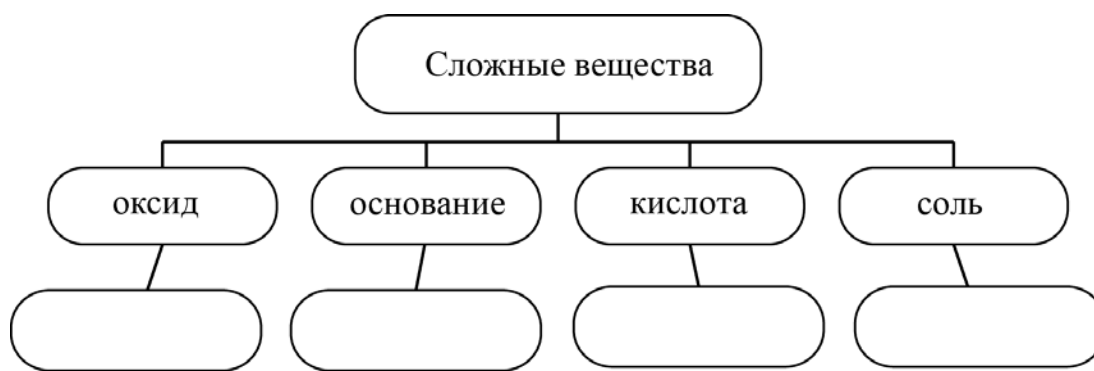 Сложные вещества
оксид
основание
кислота
соль